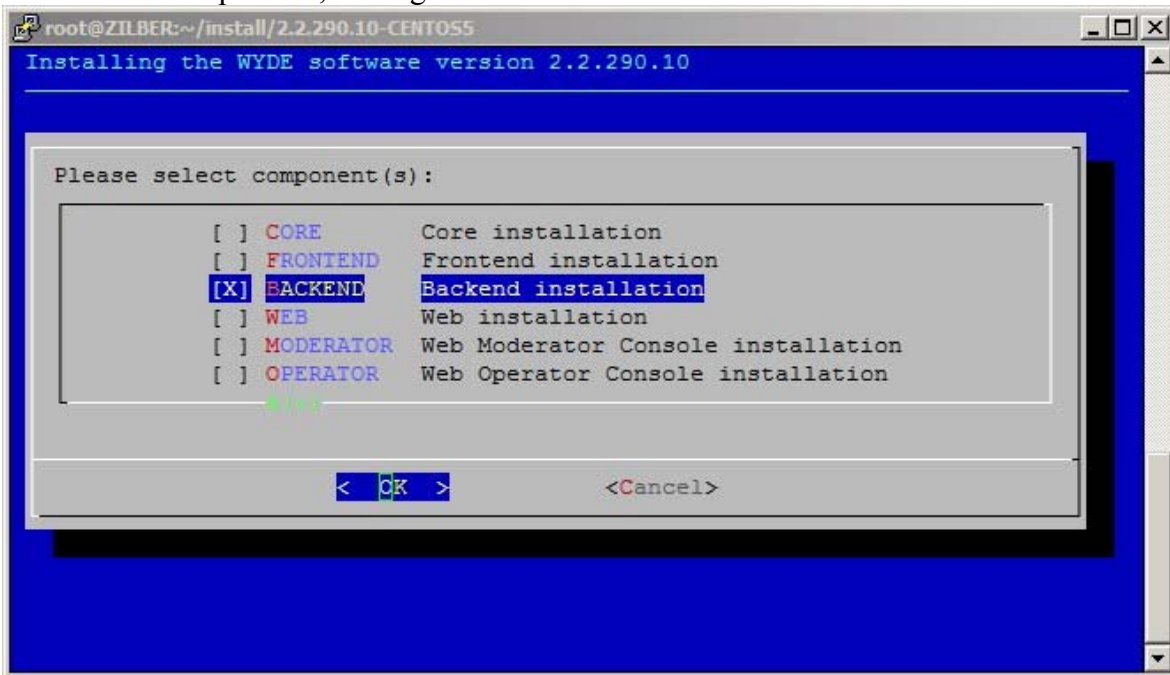 root@ZILBER:~/install/2.2.290.10-CENTOS5
Installing the WYDE software version 2.2.290.10
Please select component(s):
[ ] CORE Core installation
[ ] FRONTEND Frontend installation
[X] BACKEND Backend installation
[ ] WEB Web installation
[ ] MODERATOR Web Moderator Console installation
[ ] OPERATOR Web Operator Console installation
< OK > <Cancel>